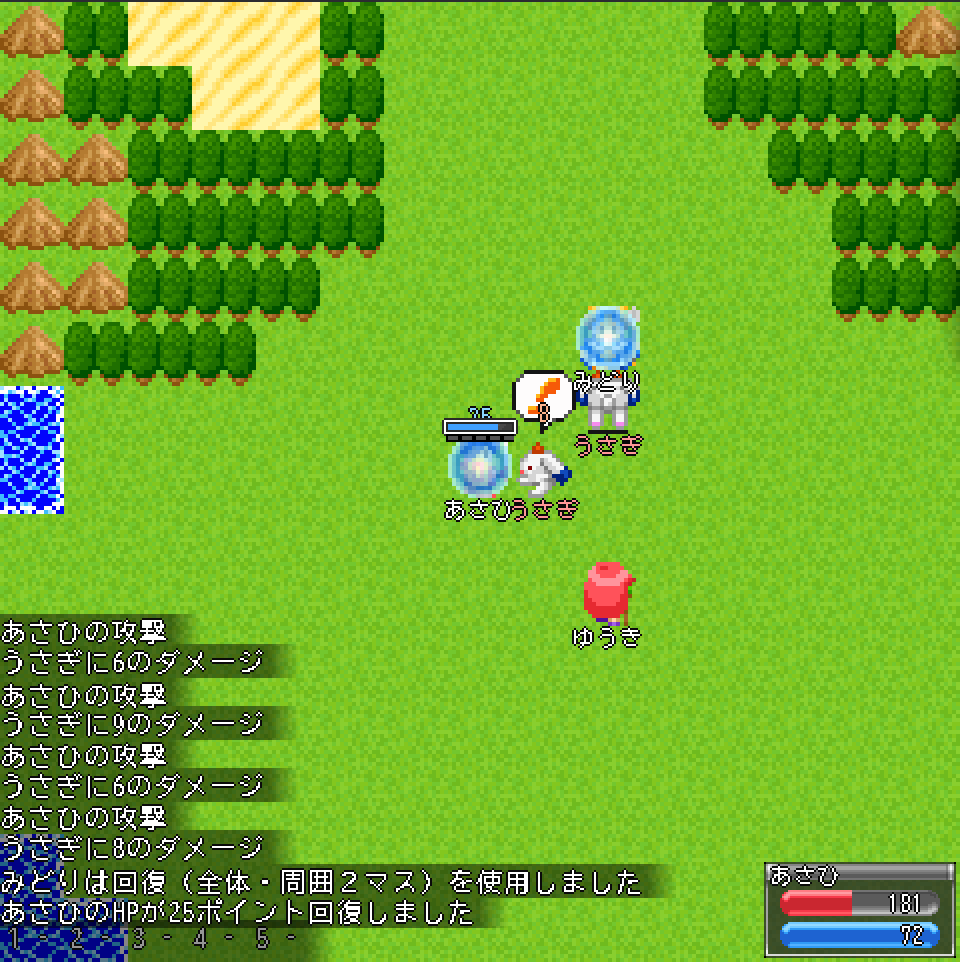 みどり
8
うさぎ
あさひ
うさぎ
ゆうき
あさひの攻撃
うさぎに6のダメージ
あさひの攻撃
うさぎに9のダメージ
あさひの攻撃
うさぎに6のダメージ
あさひの攻撃
うさぎに8のダメージ
みどりは回復（全体・周囲２マス）を使用しました
あさひのHPが25ポイント回復しました
1 - 2 - 3 - 4 - 5 -
あさひ
181
72